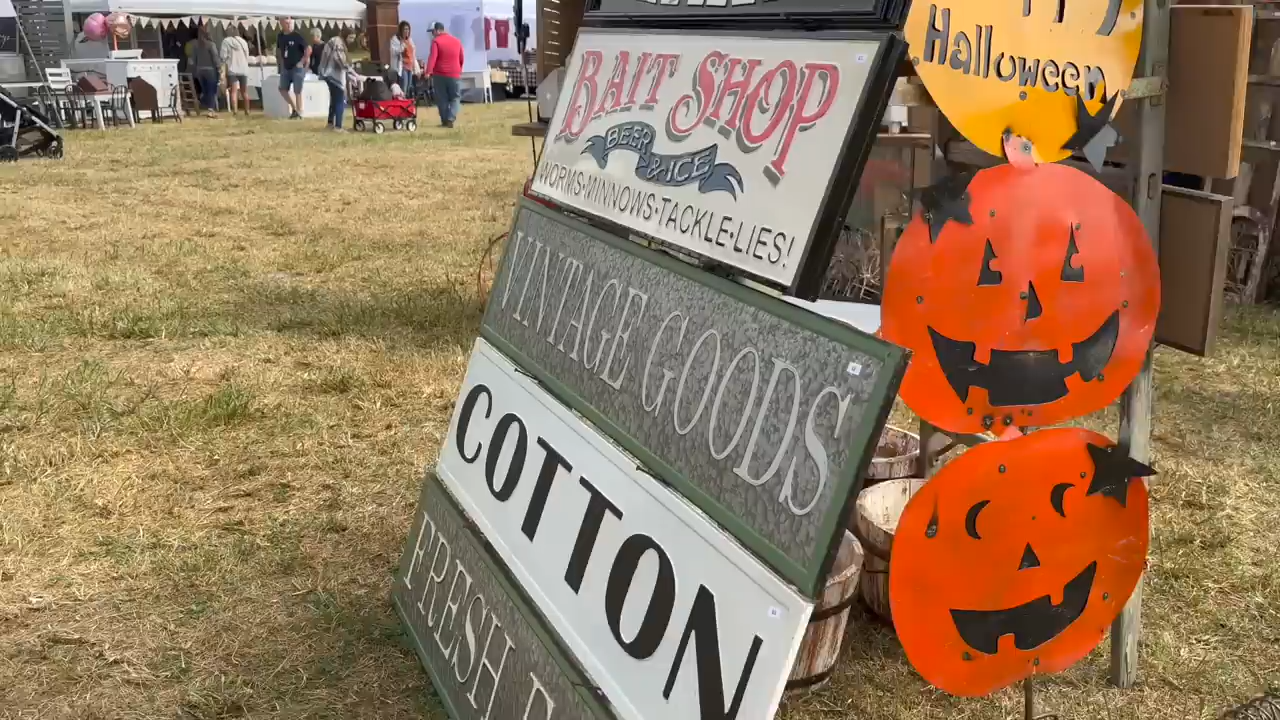 BAIT SHOP
BEER
& ICE
WORMS·MINNOWS·TACKLE·LIES!
VINTAGE GOODS
COTTON
FRESH
Halloween